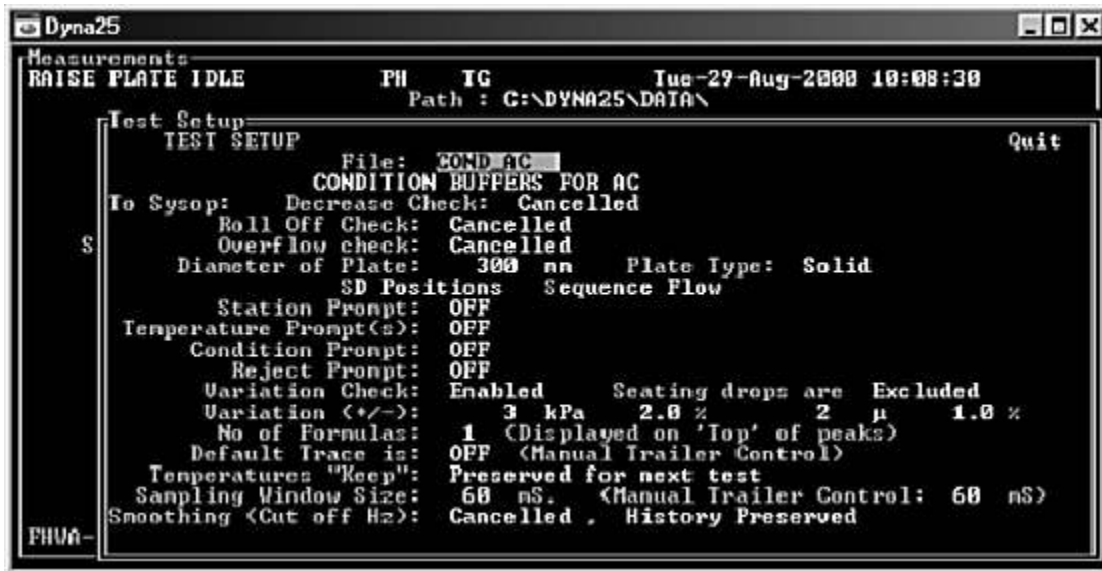 Dyna25
Measurements
RAISE PLATE IDLE PH TG Tue-29-Aug-2000 10:08:30
Path : C:\DYNA25\DATA\
Test Setup
TEST SETUP Quit
File: COND_AC
CONDITION BUFFERS FOR AC
To Sysop: Decrease Check: Cancelled
Roll Off Check: Cancelled
S Overflow check: Cancelled
Diameter of Plate: 300 mm Plate Type: Solid
SD Positions Sequence Flow
Station Prompt: OFF
Temperature Prompt(s): OFF
Condition Prompt: OFF
Reject Prompt: OFF
Variation Check: Enabled Seating drops are Excluded
Variation (+/-): 3 kPa 2.0 % 2 µ 1.0 %
No of Formulas: 1 (Displayed on 'Top' of peaks)
Default Trace is: OFF (Manual Trailer Control)
Temperatures "Keep": Preserved for next test
Sampling Window Size: 60 mS. (Manual Trailer Control: 60 mS)
Smoothing (Cut off Hz): Cancelled , History Preserved
FHWA-